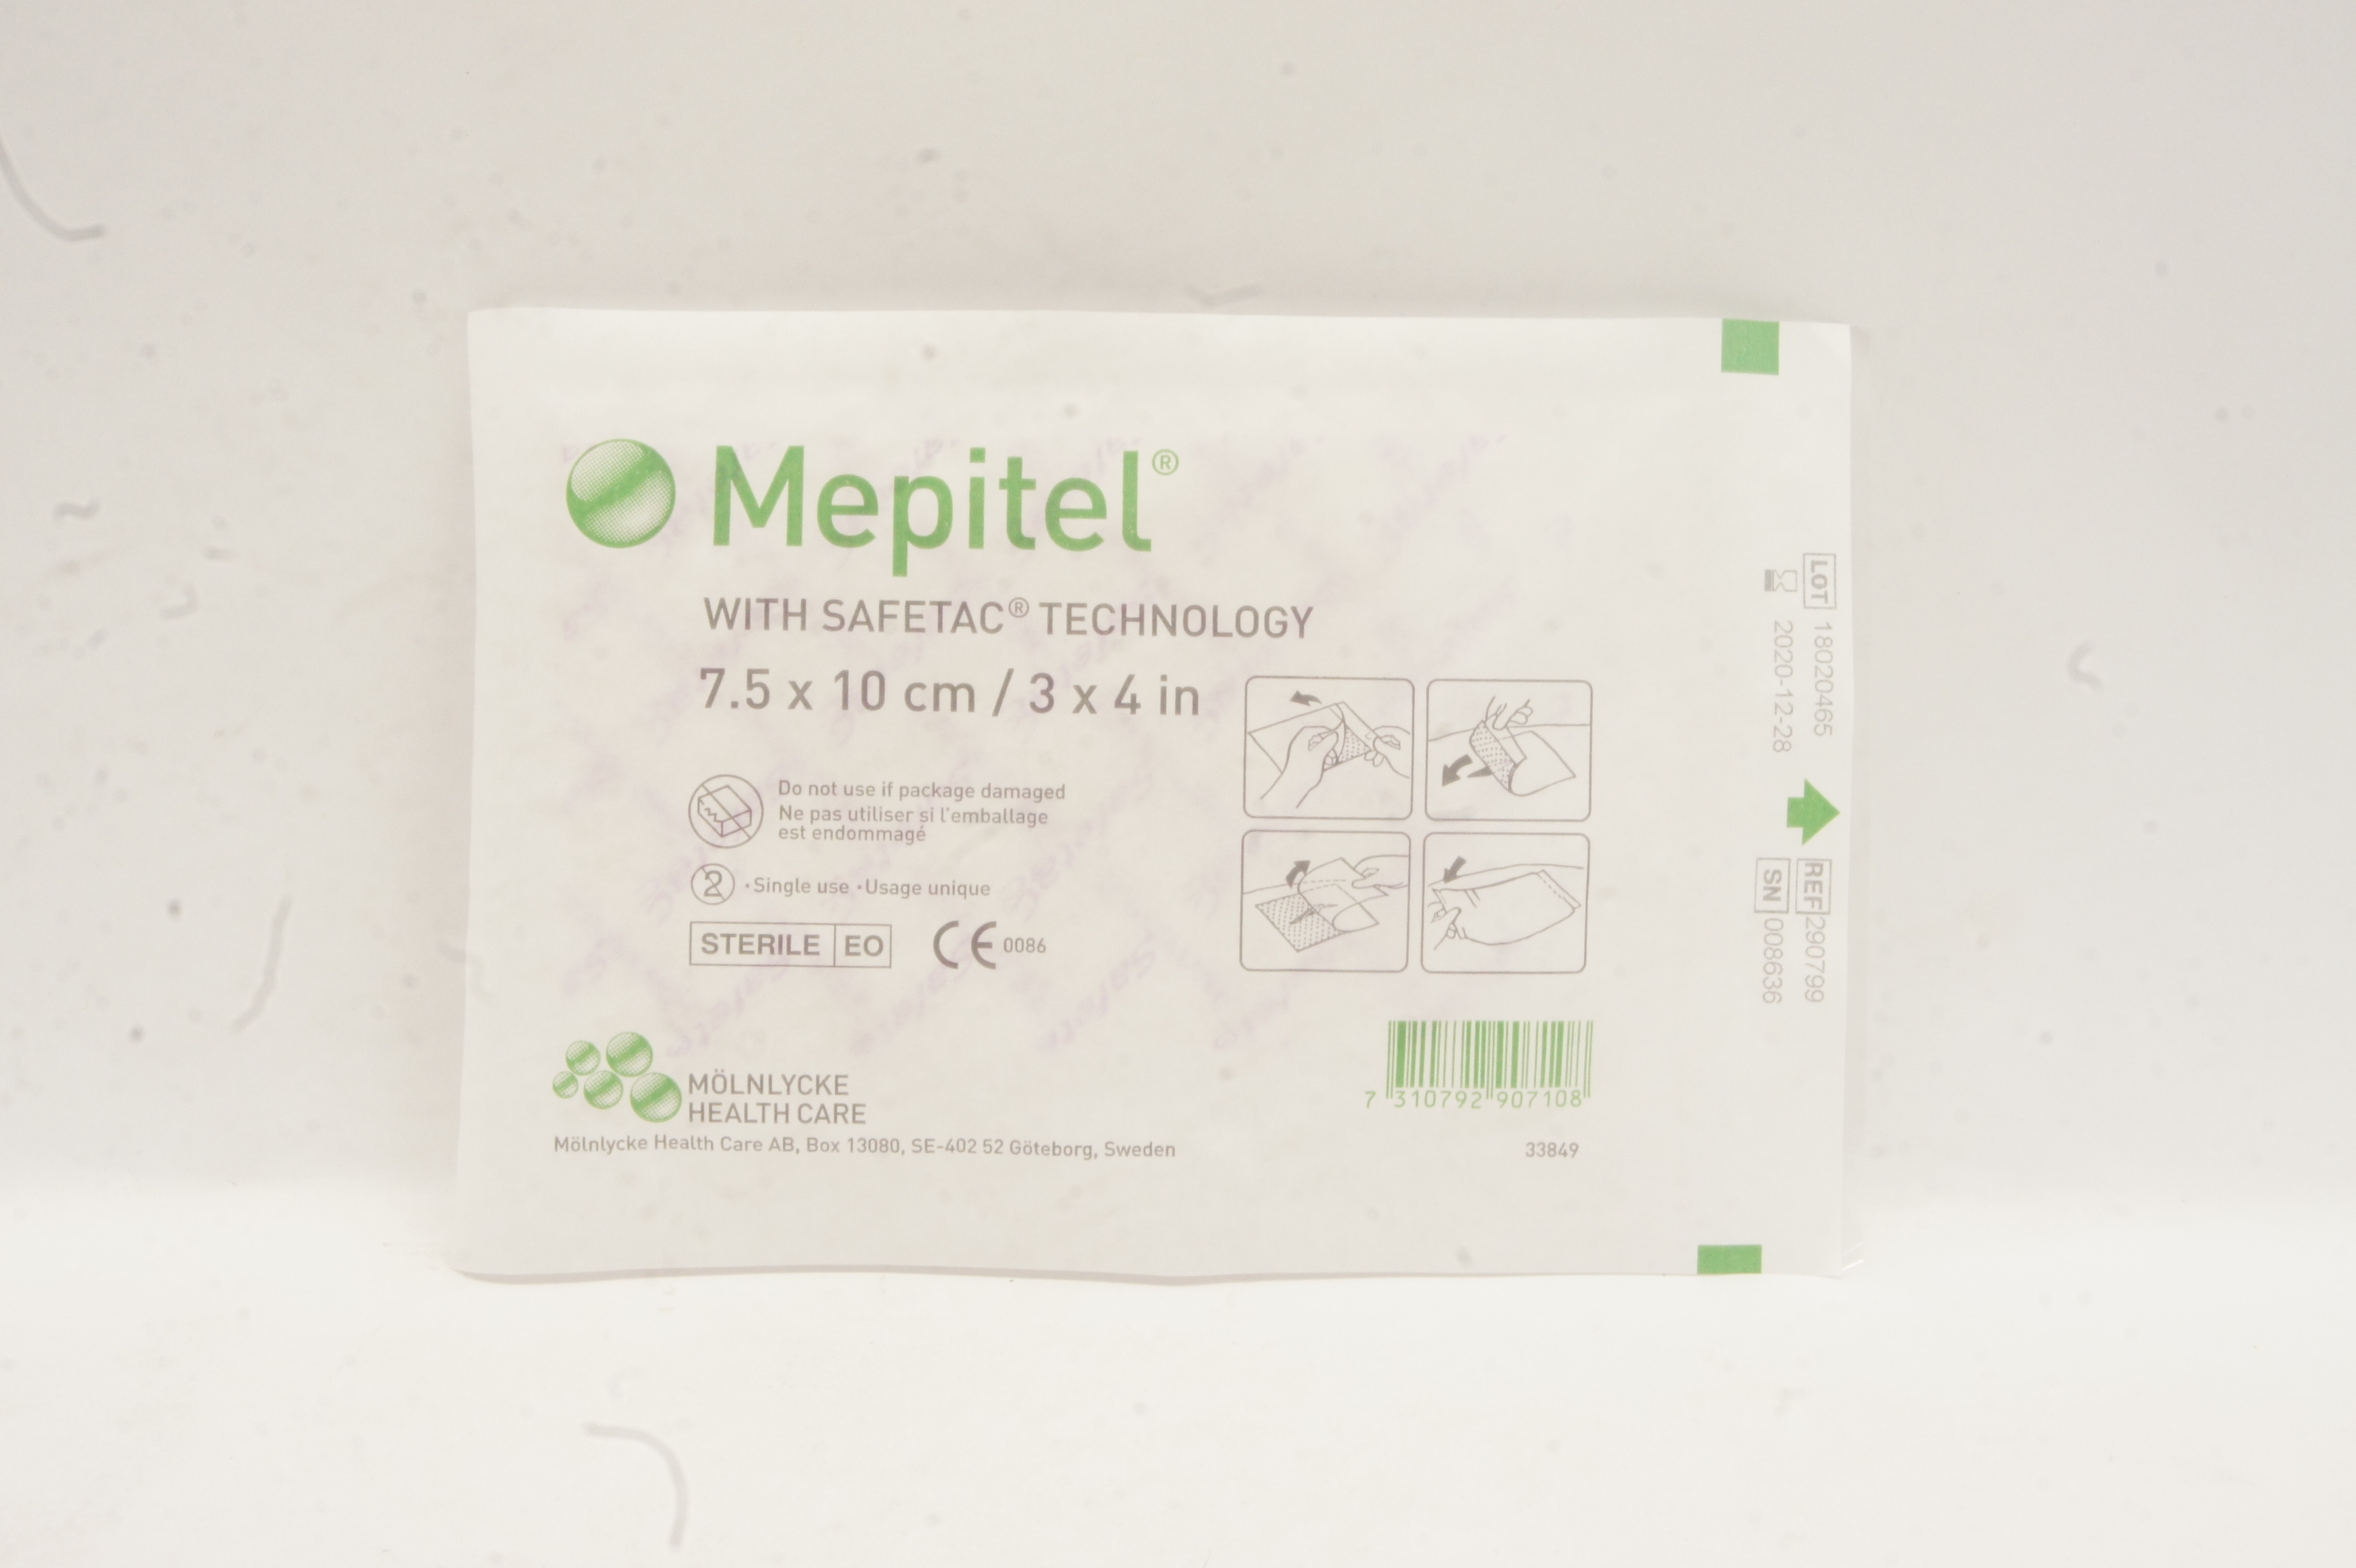 Mepitel®
WITH SAFETAC® TECHNOLOGY
7.5 x 10 cm / 3 x 4 in
Do not use if package damaged
Ne pas utiliser si l'emballage
est endommagé
2
•Single use •Usage unique
STERILE EO
CE 0086
MÖLNLYCKE
HEALTH CARE
Mölnlycke Health Care AB, Box 13080, SE-402 52 Göteborg, Sweden
7 310792 907108
33849
LOT 18020465
2020-12-28
REF 290799
SN 008636